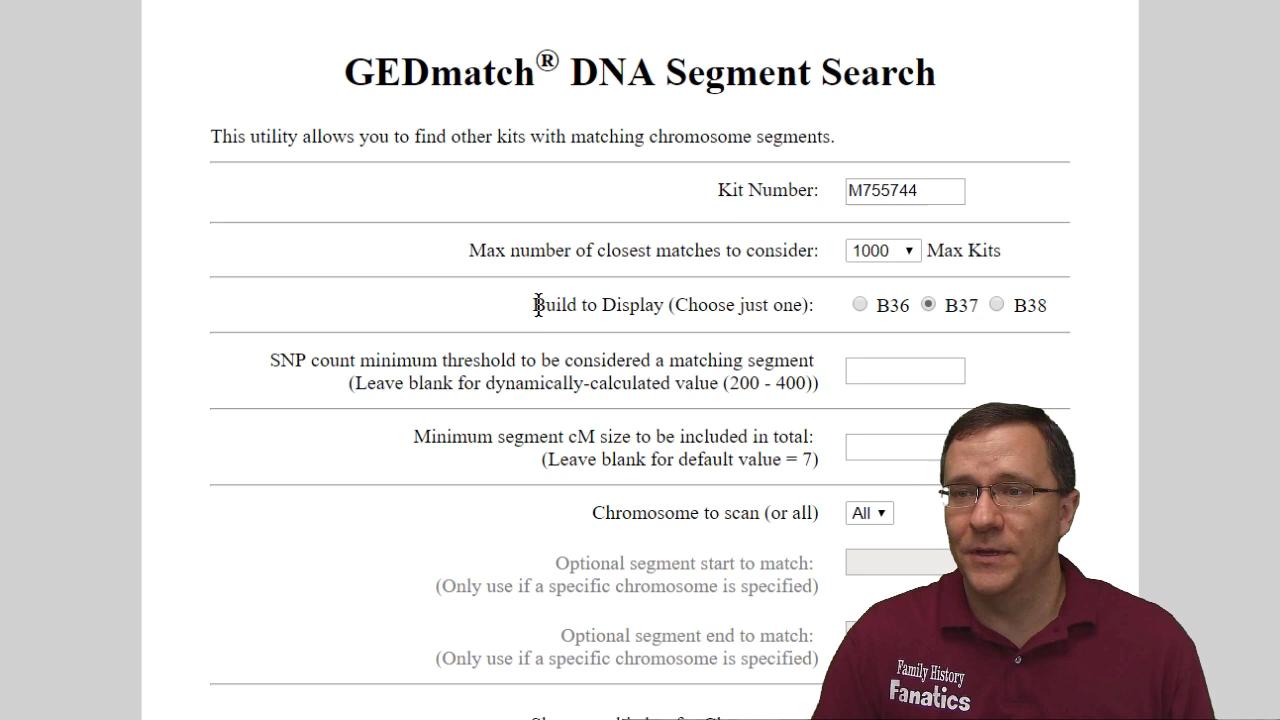 GEDmatch® DNA Segment Search
This utility allows you to find other kits with matching chromosome segments.
Kit Number: M755744
Max number of closest matches to consider: 1000 ▼ Max Kits
Build to Display (Choose just one): B36 B37 B38
SNP count minimum threshold to be considered a matching segment
(Leave blank for dynamically-calculated value (200 - 400))
Minimum segment cM size to be included in total:
(Leave blank for default value = 7)
Chromosome to scan (or all) All ▼
Optional segment start to match:
(Only use if a specific chromosome is specified)
Optional segment end to match:
(Only use if a specific chromosome is specified)
Family History
Fanatics